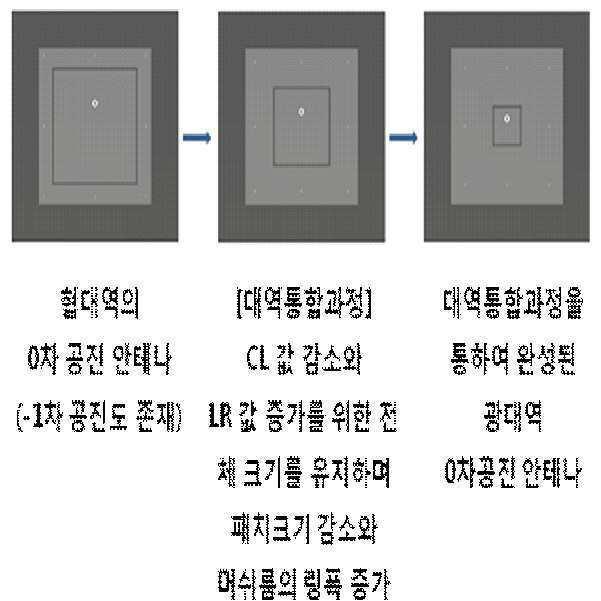 협대역의
0차 공진 안테나
(-1차 공진도 존재)
[대역통합과정]
CL 값 감소와
LR 값 증가를 위한 전
체 크기를 유지하며
패치크기 감소와
머쉬룸의 링폭 증가
대역통합과정을
통하여 완성된
광대역
0차공진 안테나